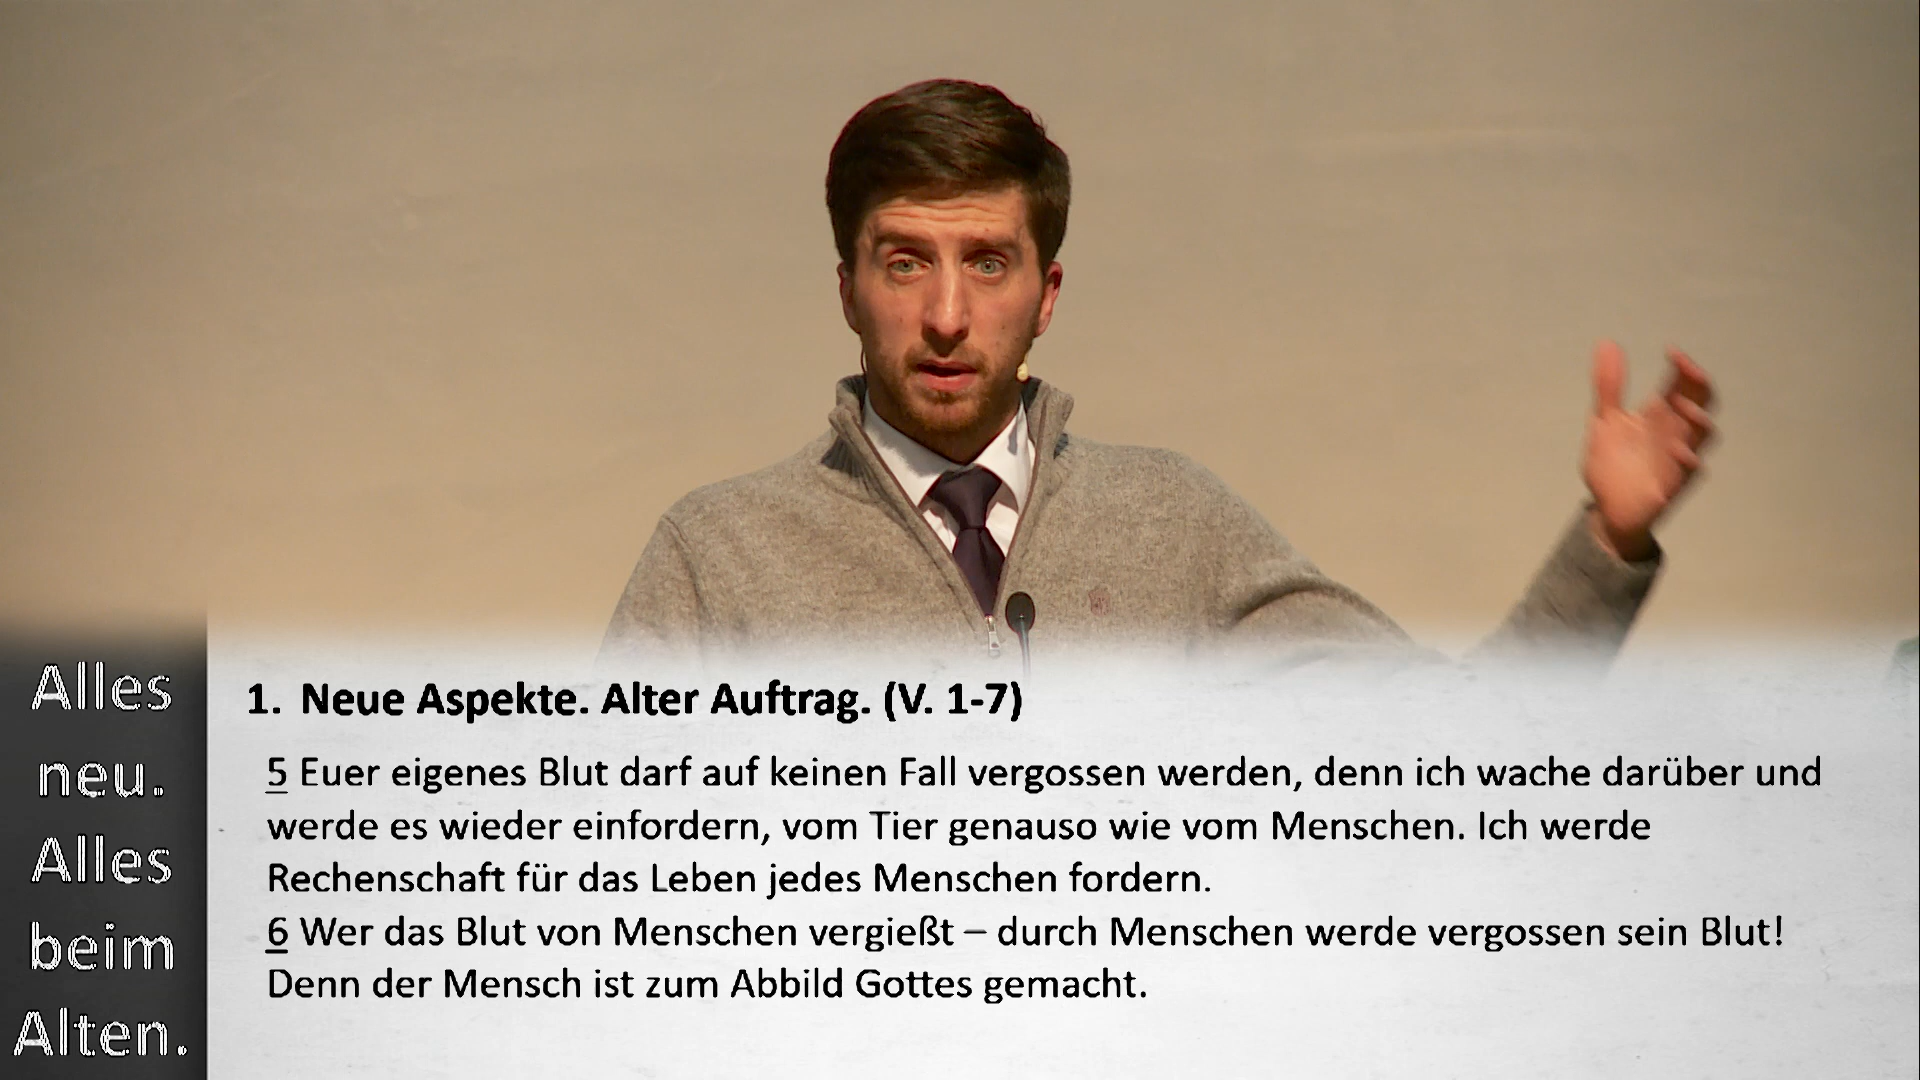 Alles
neu.
Alles
beim
Alten.
1. Neue Aspekte. Alter Auftrag. (V. 1-7)
5 Euer eigenes Blut darf auf keinen Fall vergossen werden, denn ich wache darüber und
werde es wieder einfordern, vom Tier genauso wie vom Menschen. Ich werde
Rechenschaft für das Leben jedes Menschen fordern.
6 Wer das Blut von Menschen vergießt – durch Menschen werde vergossen sein Blut!
Denn der Mensch ist zum Abbild Gottes gemacht.